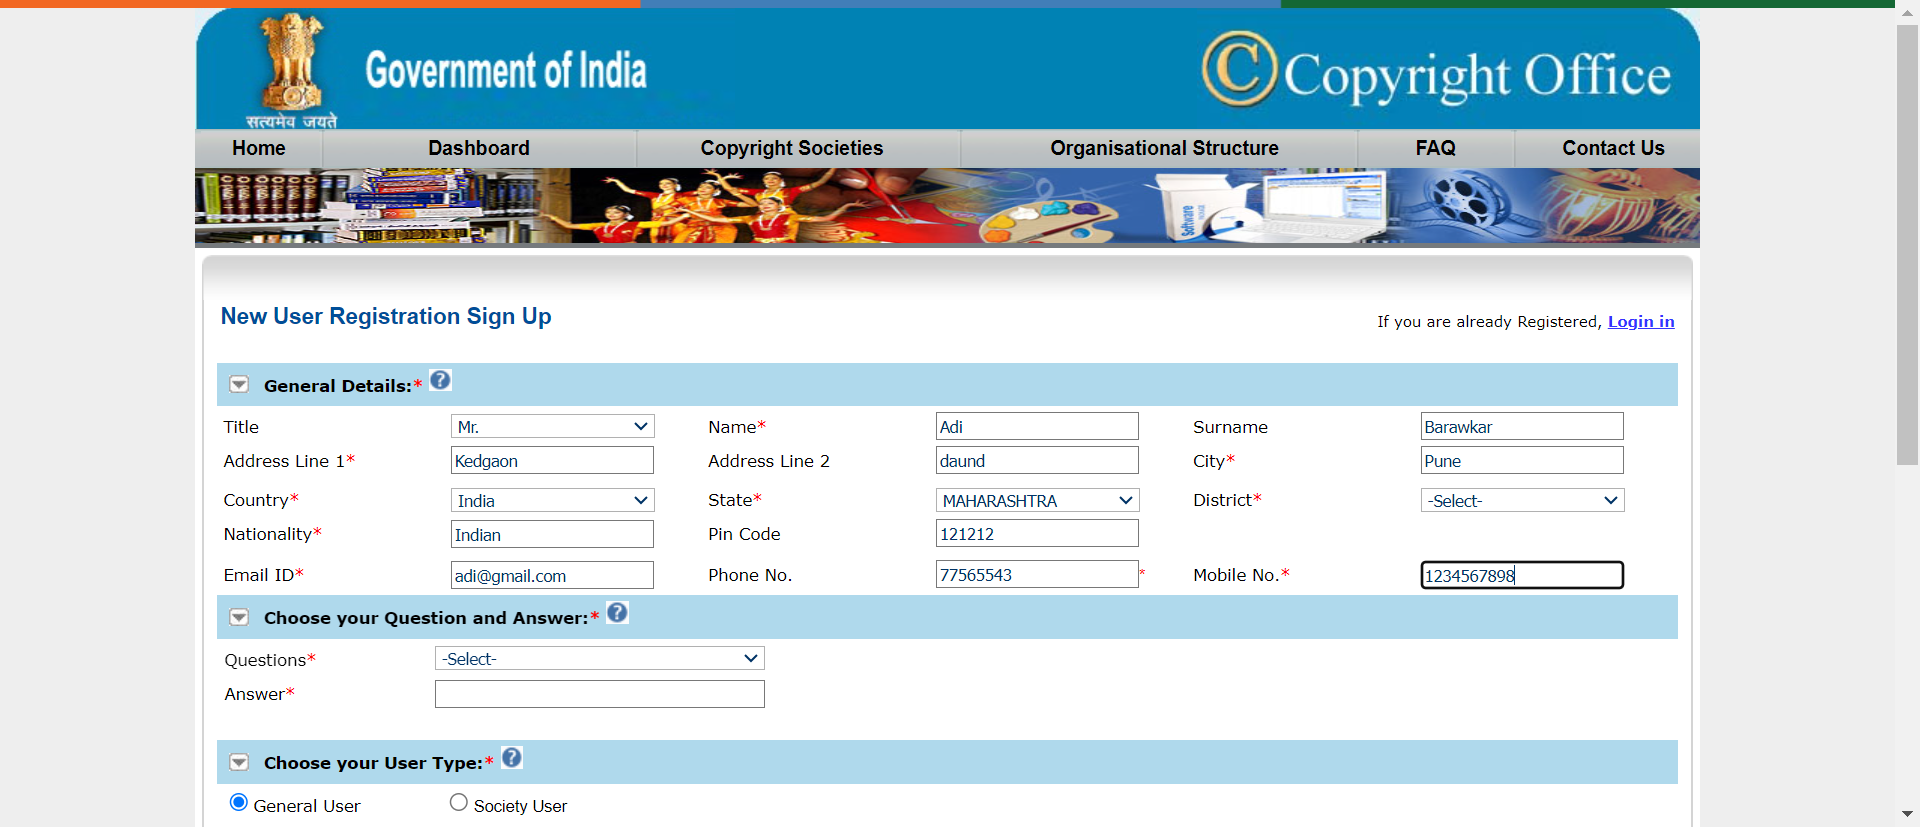 Government of India
सत्यमेव जयते
© Copyright Office
Home Dashboard Copyright Societies Organisational Structure FAQ Contact Us
Software
New User Registration Sign Up
If you are already Registered, Login in
General Details:* ?
Title Mr. Name* Adi Surname Barawkar
Address Line 1* Kedgaon Address Line 2 daund City* Pune
Country* India State* MAHARASHTRA District* -Select-
Nationality* Indian Pin Code 121212
Email ID* adi@gmail.com Phone No. 77565543 * Mobile No.* 1234567898
Choose your Question and Answer:* ?
Questions* -Select-
Answer*
Choose your User Type:* ?
General User Society User